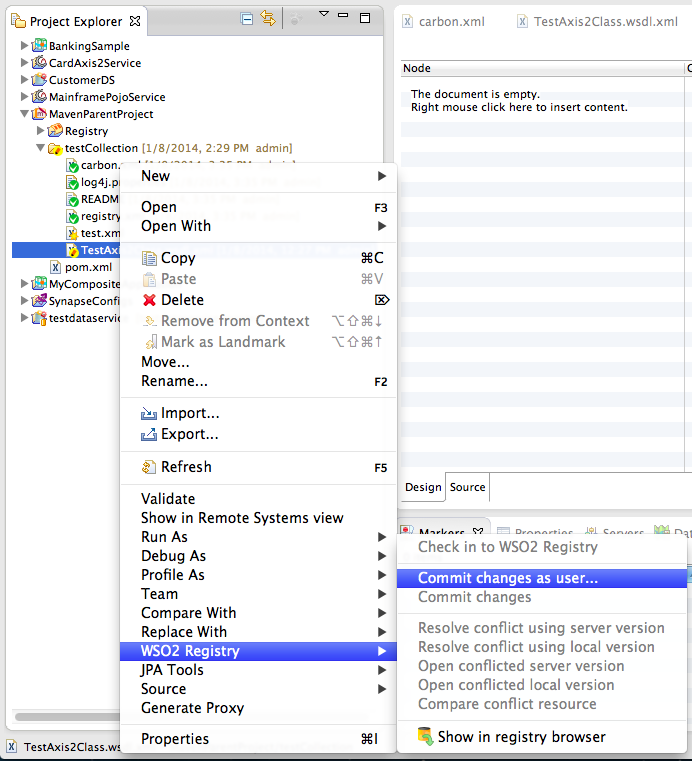 Project Explorer
BankingSample
CardAxis2Service
CustomerDS
MainframePojoService
MavenParentProject
Registry
testCollection [1/8/2014, 2:29 PM admin]
carbon.
log4j.pr
README
registry
test.xm
TestAxi
pom.xml
MyComposite
SynapseConfi
testdataservic
TestAxis2Class.ws
carbon.xml
TestAxis2Class.wsdl.xml
Node
The document is empty.
Right mouse click here to insert content.
Design Source
Markers Properties Servers Dat
New
Open F3
Open With
Copy ⌘C
Paste ⌘V
Delete ⌦
Remove from Context ⌥⇧⌘↓
Mark as Landmark ⌥⇧⌘↑
Move...
Rename... F2
Import...
Export...
Refresh F5
Validate
Show in Remote Systems view
Run As
Debug As
Profile As
Team
Compare With
Replace With
WSO2 Registry
JPA Tools
Source
Generate Proxy
Properties ⌘I
Check in to WSO2 Registry
Commit changes as user...
Commit changes
Resolve conflict using server version
Resolve conflict using local version
Open conflicted server version
Open conflicted local version
Compare conflict resource
Show in registry browser